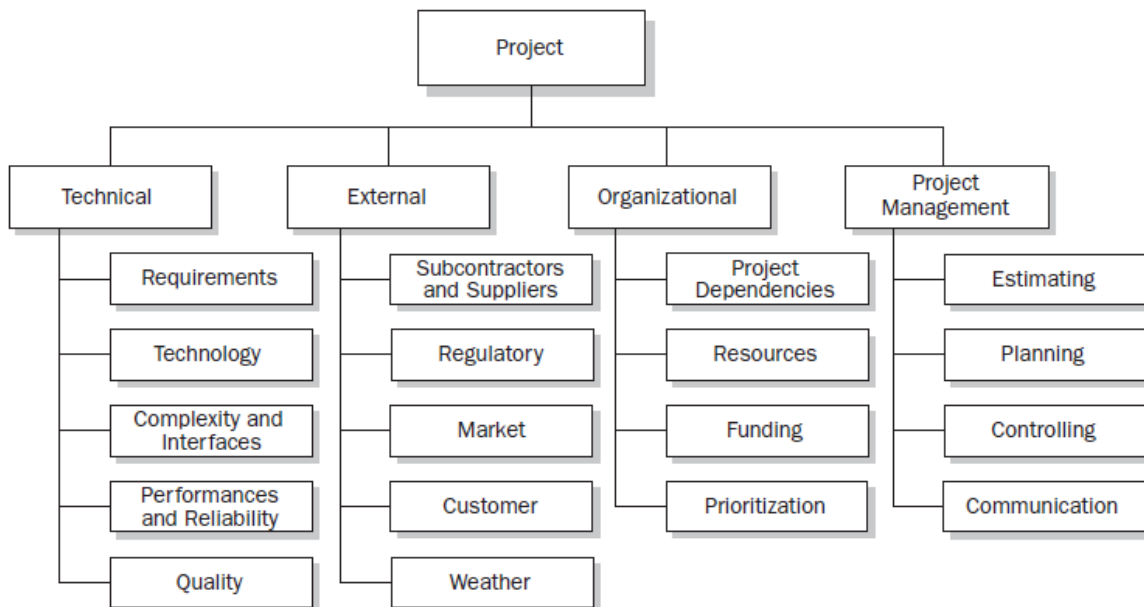 Project
Technical
External
Organizational
Project
Management
Requirements
Subcontractors
and Suppliers
Project
Dependencies
Estimating
Technology
Regulatory
Resources
Planning
Complexity and
Interfaces
Market
Funding
Controlling
Performances
and Reliability
Customer
Prioritization
Communication
Quality
Weather